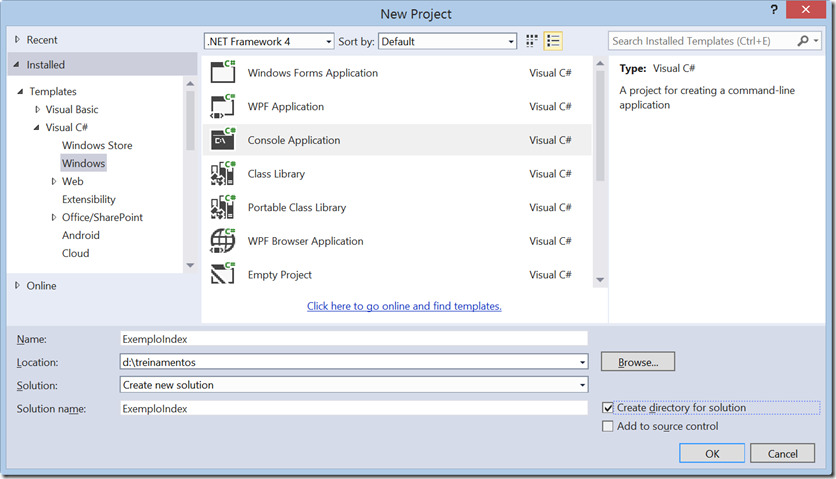 New Project
?
Recent
.NET Framework 4
Sort by:
Default
Search Installed Templates (Ctrl+E)
Installed
Templates
Visual Basic
Visual C#
Windows Store
Windows
Web
Extensibility
Office/SharePoint
Android
Cloud
Online
Windows Forms Application Visual C#
WPF Application Visual C#
Console Application Visual C#
Class Library Visual C#
Portable Class Library Visual C#
WPF Browser Application Visual C#
Empty Project Visual C#
Click here to go online and find templates.
Type: Visual C#
A project for creating a command-line
application
Name: ExemploIndex
Location: d:\treinamentos
Browse...
Solution: Create new solution
Solution name: ExemploIndex
Create directory for solution
Add to source control
OK
Cancel